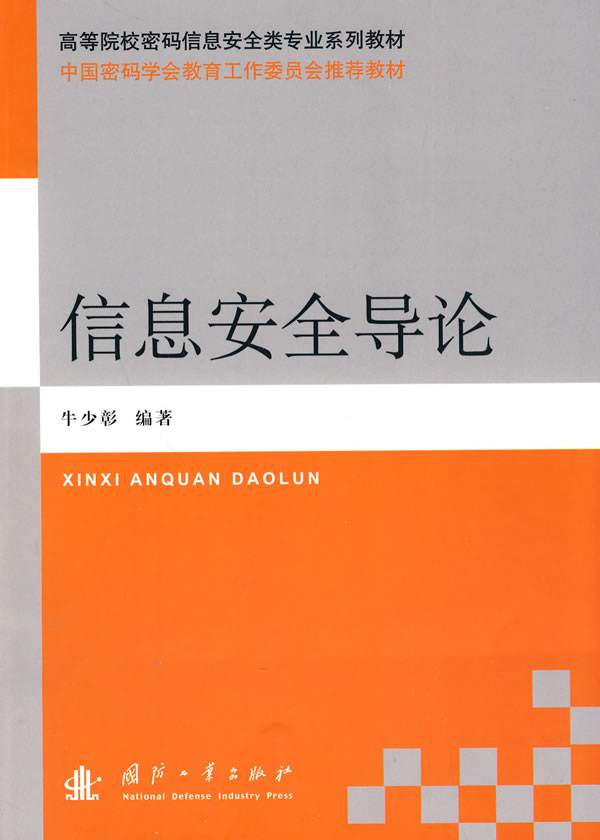 高等院校密码信息安全类专业系列教材
中国密码学会教育工作委员会推荐教材
信息安全导论
牛少彰 编著
XINXI ANQUAN DAOLUN
国防工业出版社
National Defense Industry Press